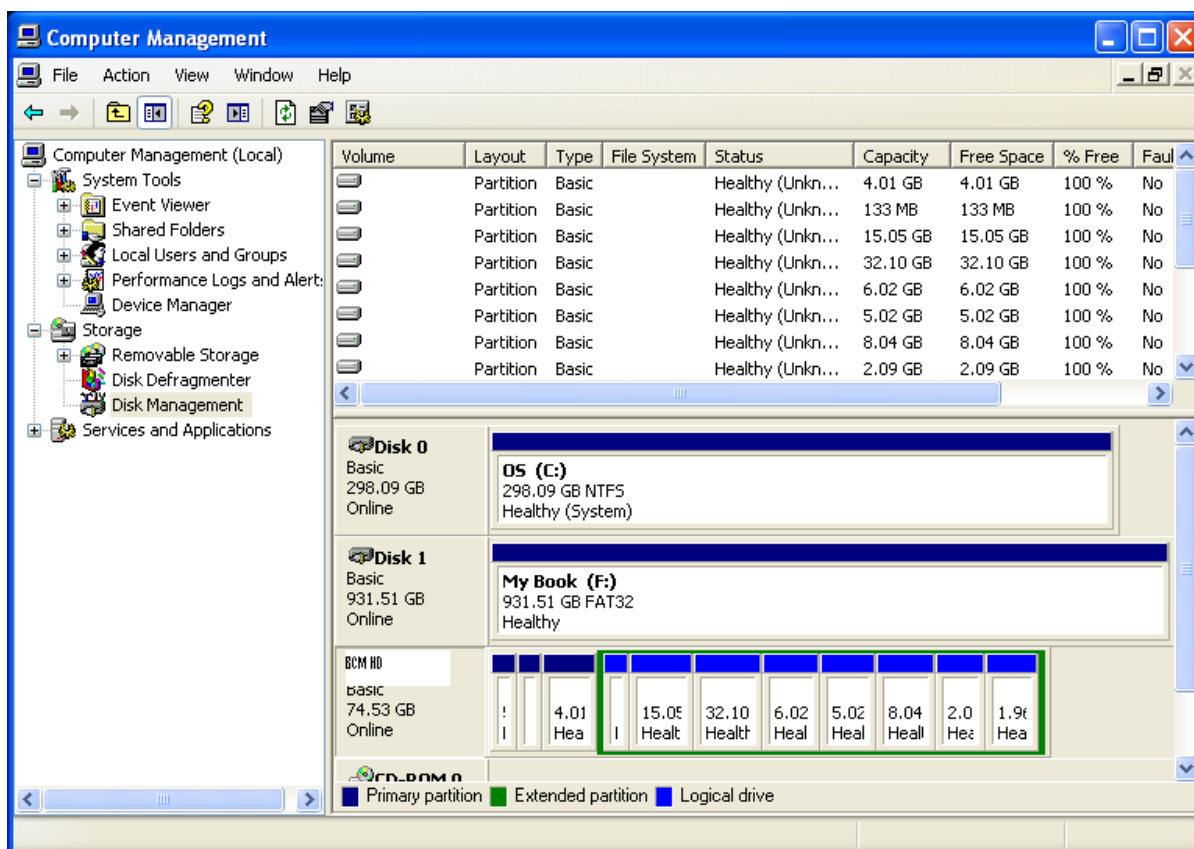 Computer Management
File Action View Window Help
Computer Management (Local)
System Tools
Event Viewer
Shared Folders
Local Users and Groups
Performance Logs and Alert
Device Manager
Storage
Removable Storage
Disk Defragmenter
Disk Management
Services and Applications
Volume Layout Type File System Status Capacity Free Space % Free Faul
Partition Basic Healthy (Unkn... 4.01 GB 4.01 GB 100 % No
Partition Basic Healthy (Unkn... 133 MB 133 MB 100 % No
Partition Basic Healthy (Unkn... 15.05 GB 15.05 GB 100 % No
Partition Basic Healthy (Unkn... 32.10 GB 32.10 GB 100 % No
Partition Basic Healthy (Unkn... 6.02 GB 6.02 GB 100 % No
Partition Basic Healthy (Unkn... 5.02 GB 5.02 GB 100 % No
Partition Basic Healthy (Unkn... 8.04 GB 8.04 GB 100 % No
Partition Basic Healthy (Unkn... 2.09 GB 2.09 GB 100 % No
Disk 0
Basic
298.09 GB
Online
OS (C:)
298.09 GB NTFS
Healthy (System)
Disk 1
Basic
931.51 GB
Online
My Book (F:)
931.51 GB FAT32
Healthy
BCM HD
Basic
74.53 GB
Online
4.01 15.05 32.10 6.02 5.02 8.04 2.0 1.9
Hea Healt Healt Heal Heal Heal Hea Hea
CD-ROM 0
Primary partition Extended partition Logical drive